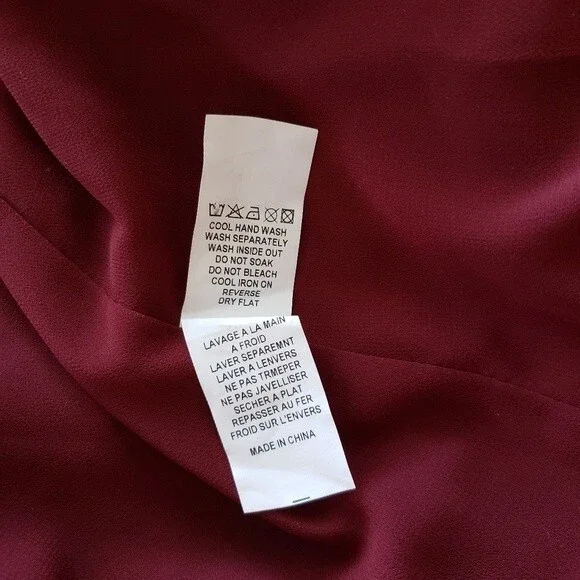 COOL HAND WASH
WASH SEPARATELY
WASH INSIDE OUT
DO NOT SOAK
DO NOT BLEACH
COOL IRON ON
REVERSE
DRY FLAT
LAVAGE A LA MAIN
A FROID
LAVER SEPAREMNT
LAVER A LENVERS
NE PAS TRMEPER
NE PAS JAVELLISER
SECHER A PLAT
REPASSER AU FER
FROID SUR L'ENVERS
MADE IN CHINA